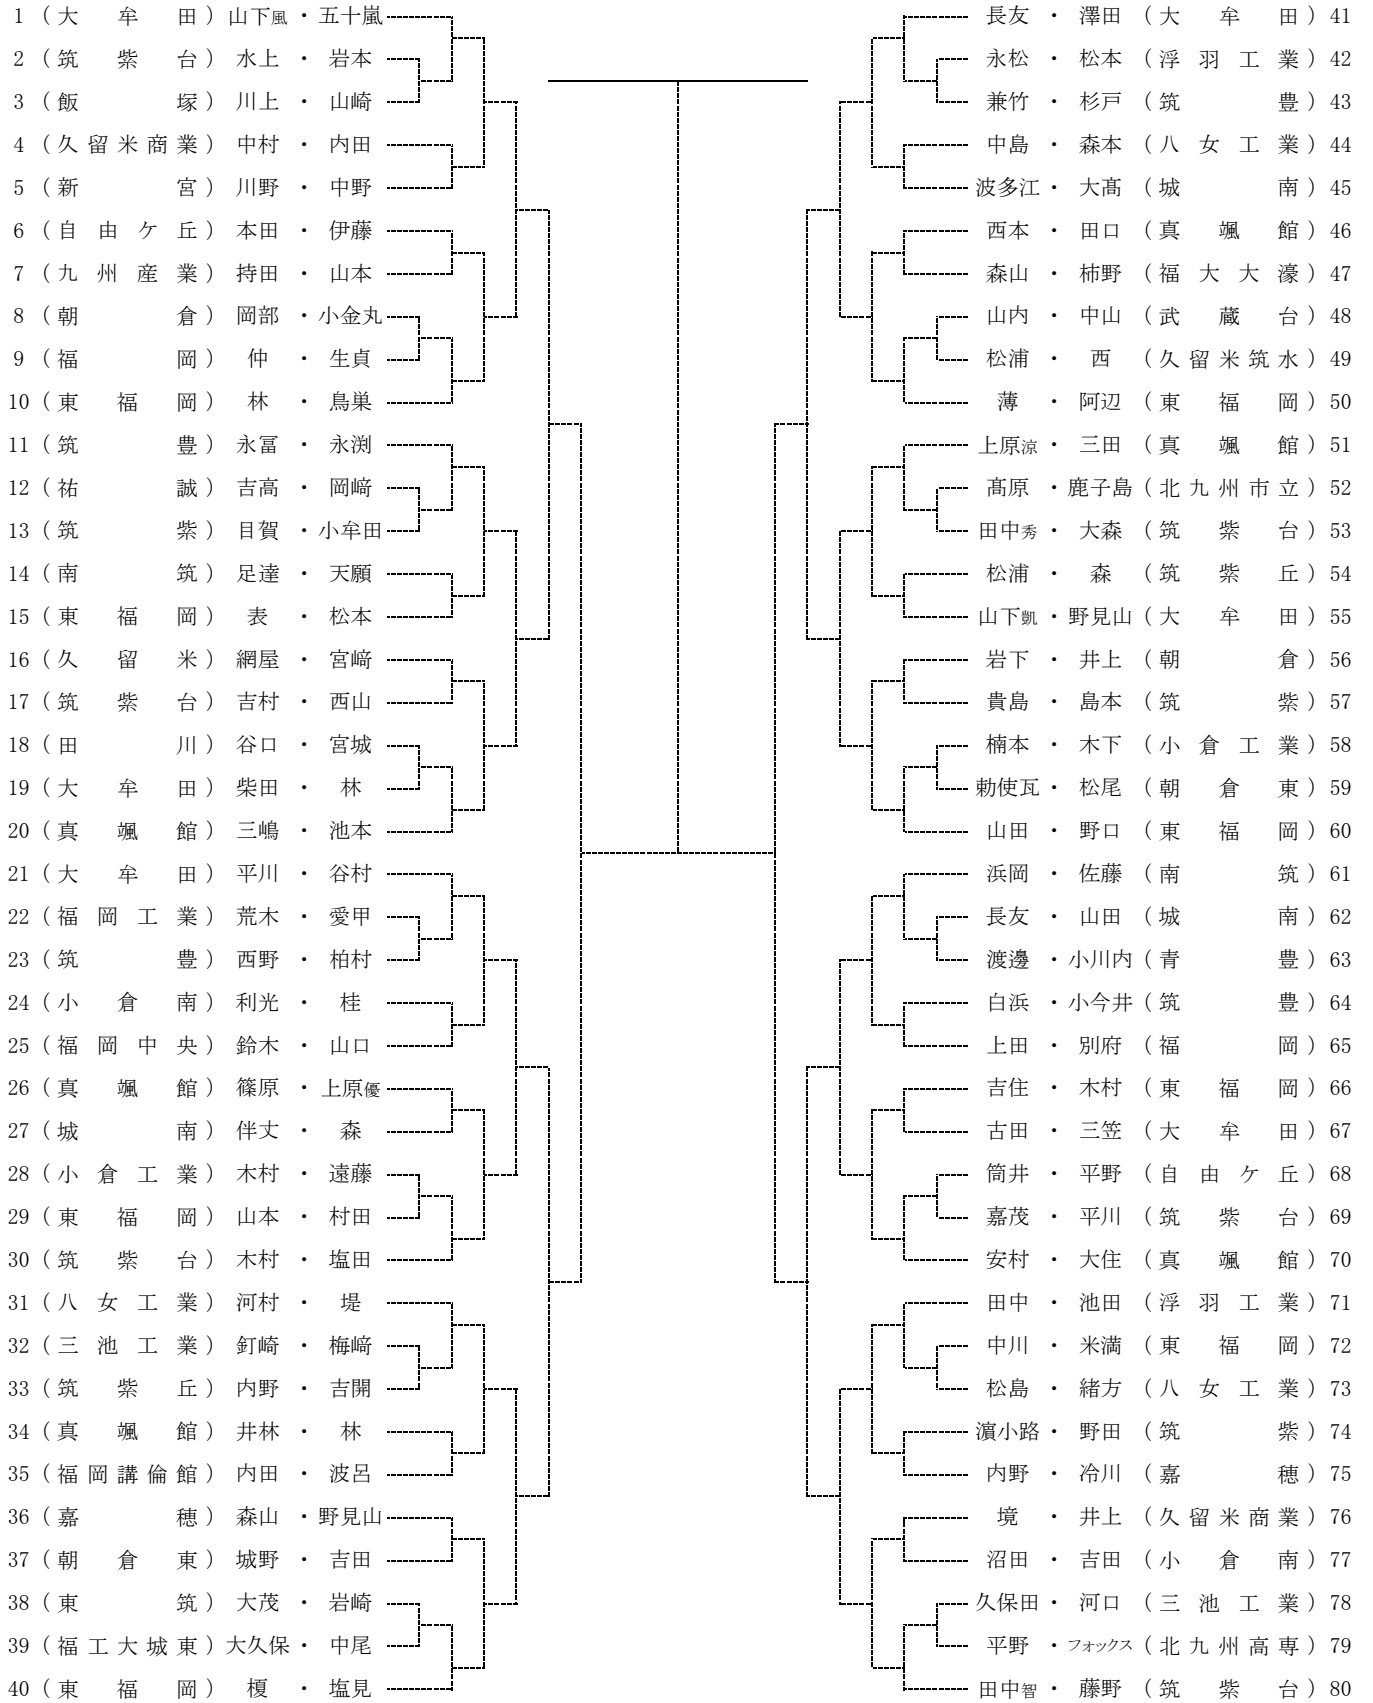 1 (大牟田) 山下風・五十嵐
2 (筑紫台) 水上・岩本
3 (飯塚) 川上・山崎
4 (久留米商業) 中村・内田
5 (新宮) 川野・中野
6 (自由ケ丘) 本田・伊藤
7 (九州産業) 持田・山本
8 (朝倉) 岡部・小金丸
9 (福岡) 仲・生貞
10 (東福岡) 林・鳥巣
11 (筑豊) 永冨・永渕
12 (祐誠) 吉高・岡﨑
13 (筑紫) 目賀・小牟田
14 (南筑) 足達・天願
15 (東福岡) 表・松本
16 (久留米) 網屋・宮﨑
17 (筑紫台) 吉村・西山
18 (田川) 谷口・宮城
19 (大牟田) 柴田・林
20 (真颯館) 三嶋・池本
21 (大牟田) 平川・谷村
22 (福岡工業) 荒木・愛甲
23 (筑豊) 西野・柏村
24 (小倉南) 利光・桂
25 (福岡中央) 鈴木・山口
26 (真颯館) 篠原・上原優
27 (城南) 伴丈・森
28 (小倉工業) 木村・遠藤
29 (東福岡) 山本・村田
30 (筑紫台) 木村・塩田
31 (八女工業) 河村・堤
32 (三池工業) 釘崎・梅﨑
33 (筑紫丘) 内野・吉開
34 (真颯館) 井林・林
35 (福岡講倫館) 内田・波呂
36 (嘉穂) 森山・野見山
37 (朝倉東) 城野・吉田
38 (東筑) 大茂・岩崎
39 (福工大城東) 大久保・中尾
40 (東福岡) 榎・塩見
長友・澤田 (大牟田) 41
永松・松本 (浮羽工業) 42
兼竹・杉戸 (筑豊) 43
中島・森本 (八女工業) 44
波多江・大髙 (城南) 45
西本・田口 (真颯館) 46
森山・柿野 (福大大濠) 47
山内・中山 (武蔵台) 48
松浦・西 (久留米筑水) 49
薄・阿辺 (東福岡) 50
上原涼・三田 (真颯館) 51
髙原・鹿子島 (北九州市立) 52
田中秀・大森 (筑紫台) 53
松浦・森 (筑紫丘) 54
山下凱・野見山 (大牟田) 55
岩下・井上 (朝倉) 56
貴島・島本 (筑紫) 57
楠本・木下 (小倉工業) 58
勅使瓦・松尾 (朝倉東) 59
山田・野口 (東福岡) 60
浜岡・佐藤 (南筑) 61
長友・山田 (城南) 62
渡邊・小川内 (青豊) 63
白浜・小今井 (筑豊) 64
上田・別府 (福岡) 65
吉住・木村 (東福岡) 66
古田・三笠 (大牟田) 67
筒井・平野 (自由ケ丘) 68
嘉茂・平川 (筑紫台) 69
安村・大住 (真颯館) 70
田中・池田 (浮羽工業) 71
中川・米満 (東福岡) 72
松島・緒方 (八女工業) 73
濵小路・野田 (筑紫) 74
内野・冷川 (嘉穂) 75
境・井上 (久留米商業) 76
沼田・吉田 (小倉南) 77
久保田・河口 (三池工業) 78
平野・フォックス (北九州高専) 79
田中智・藤野 (筑紫台) 80